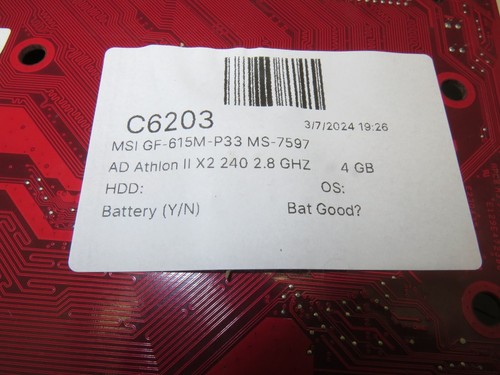 C6203 3/7/2024 19:26
MSI GF-615M-P33 MS-7597
AD Athlon II X2 240 2.8 GHZ 4 GB
HDD: OS:
Battery (Y/N) Bat Good?